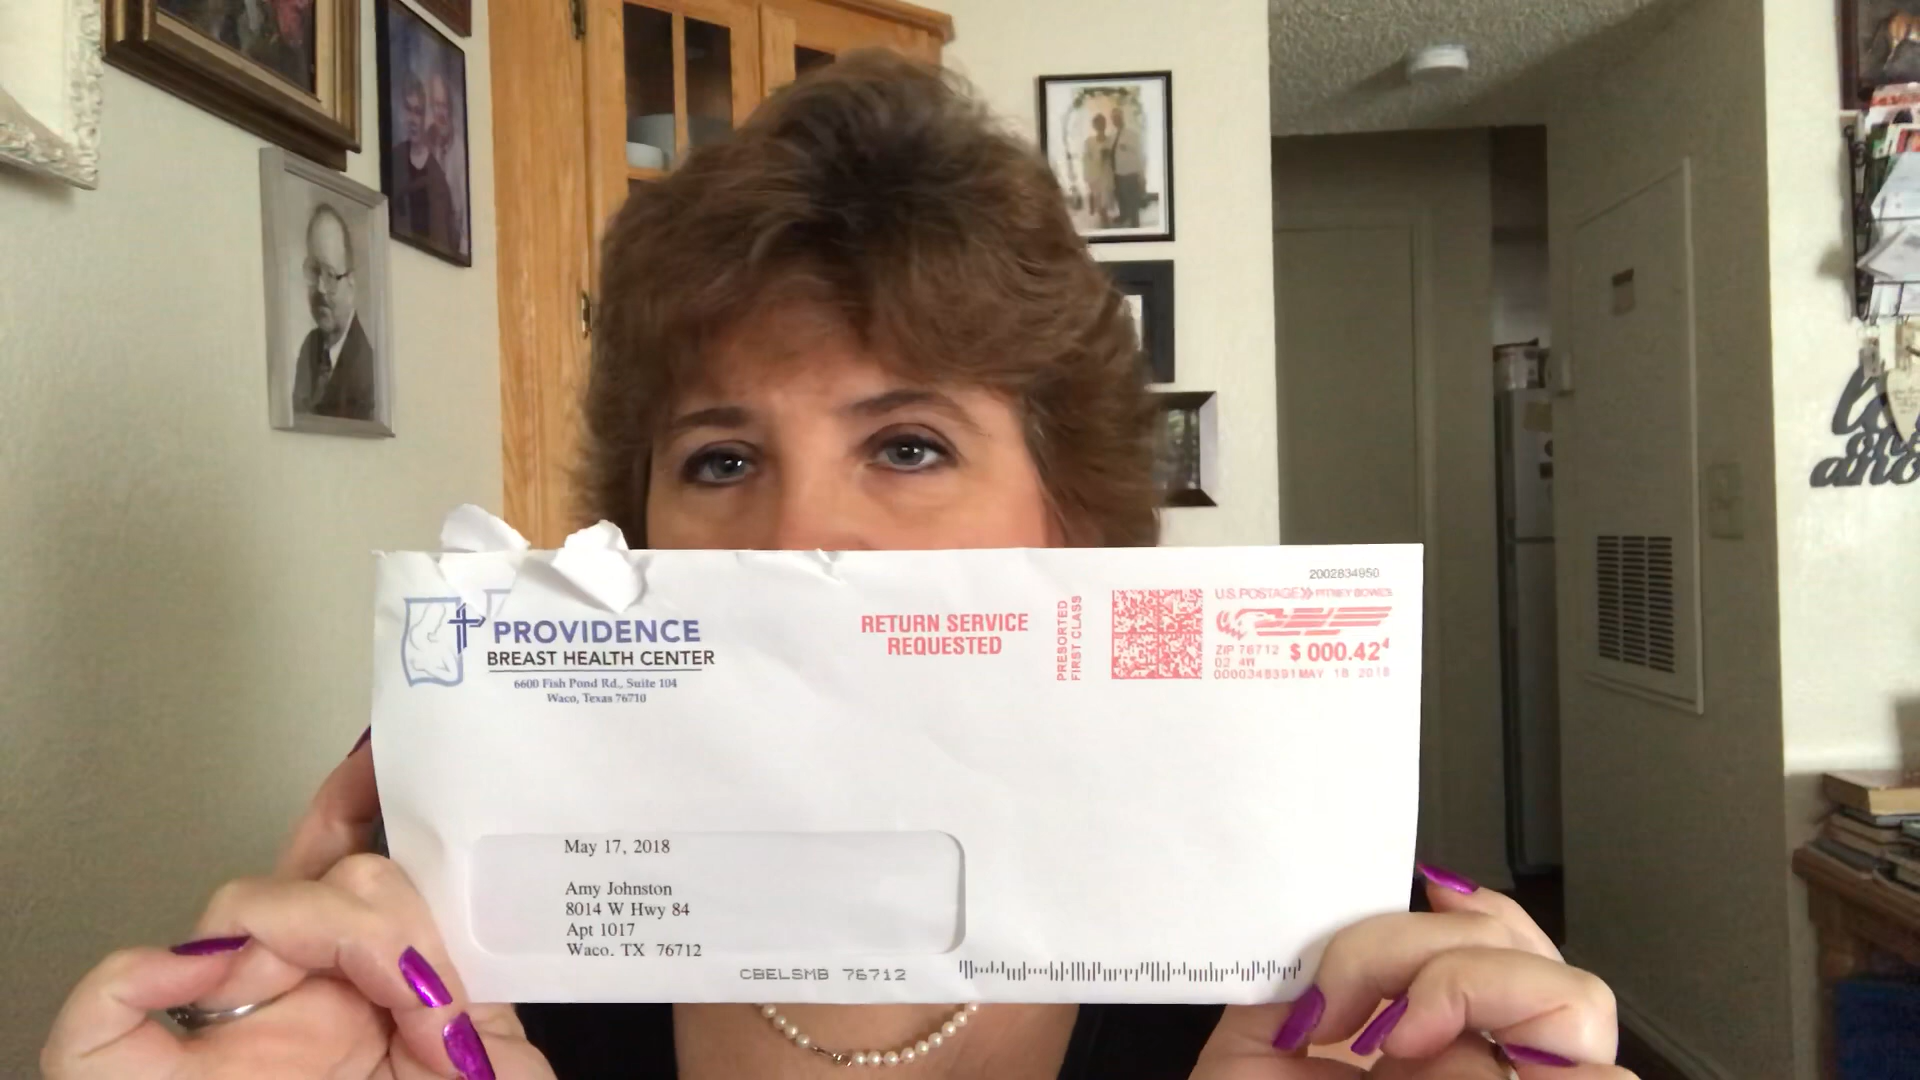 PROVIDENCE
BREAST HEALTH CENTER
6600 Fish Pond Rd., Suite 104
Waco, Texas 76710
RETURN SERVICE
REQUESTED
PRESORTED
FIRST CLASS
2002834950
U.S. POSTAGE PITNEY BOWES
ZIP 76712 $ 000.42⁴
02 4W
0000348391 MAY 18 2018
May 17, 2018
Amy Johnston
8014 W Hwy 84
Apt 1017
Waco, TX 76712
CBELSMB 76712